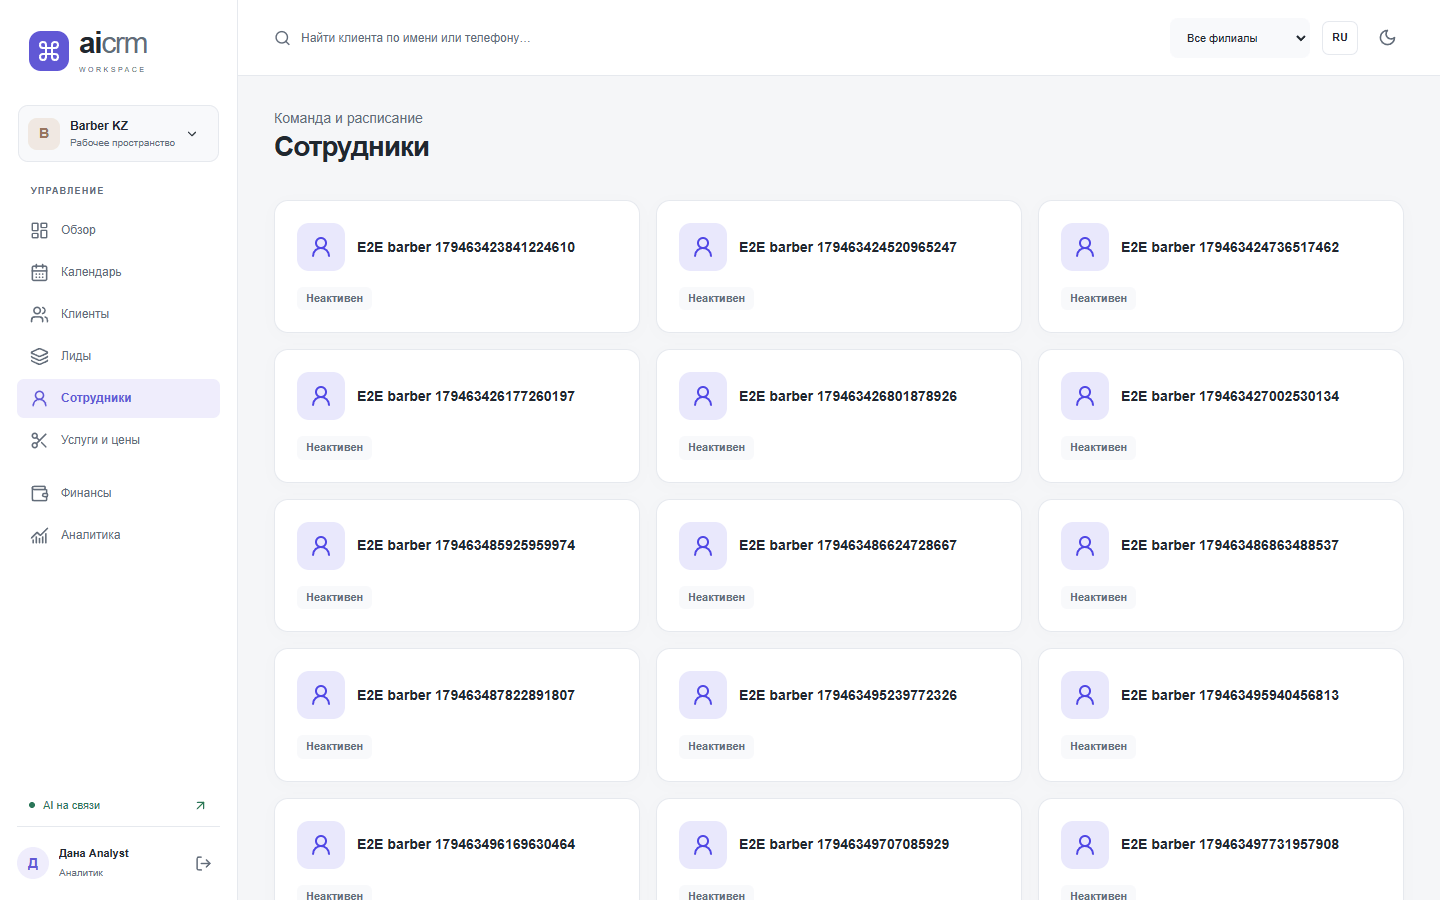 aicrm
WORKSPACE
B
Barber KZ
Рабочее пространство
УПРАВЛЕНИЕ
Обзор
Календарь
Клиенты
Лиды
Сотрудники
Услуги и цены
Финансы
Аналитика
AI на связи
Д
Дана Analyst
Аналитик
Найти клиента по имени или телефону...
Все филиалы
RU
Команда и расписание
Сотрудники
E2E barber 179463423841224610
Неактивен
E2E barber 179463424520965247
Неактивен
E2E barber 179463424736517462
Неактивен
E2E barber 179463426177260197
Неактивен
E2E barber 179463426801878926
Неактивен
E2E barber 179463427002530134
Неактивен
E2E barber 179463485925959974
Неактивен
E2E barber 179463486624728667
Неактивен
E2E barber 179463486863488537
Неактивен
E2E barber 179463487822891807
Неактивен
E2E barber 179463495239772326
Неактивен
E2E barber 179463495940456813
Неактивен
E2E barber 179463496169630464
Неактивен
E2E barber 17946349707085929
Неактивен
E2E barber 179463497731957908
Неактивен